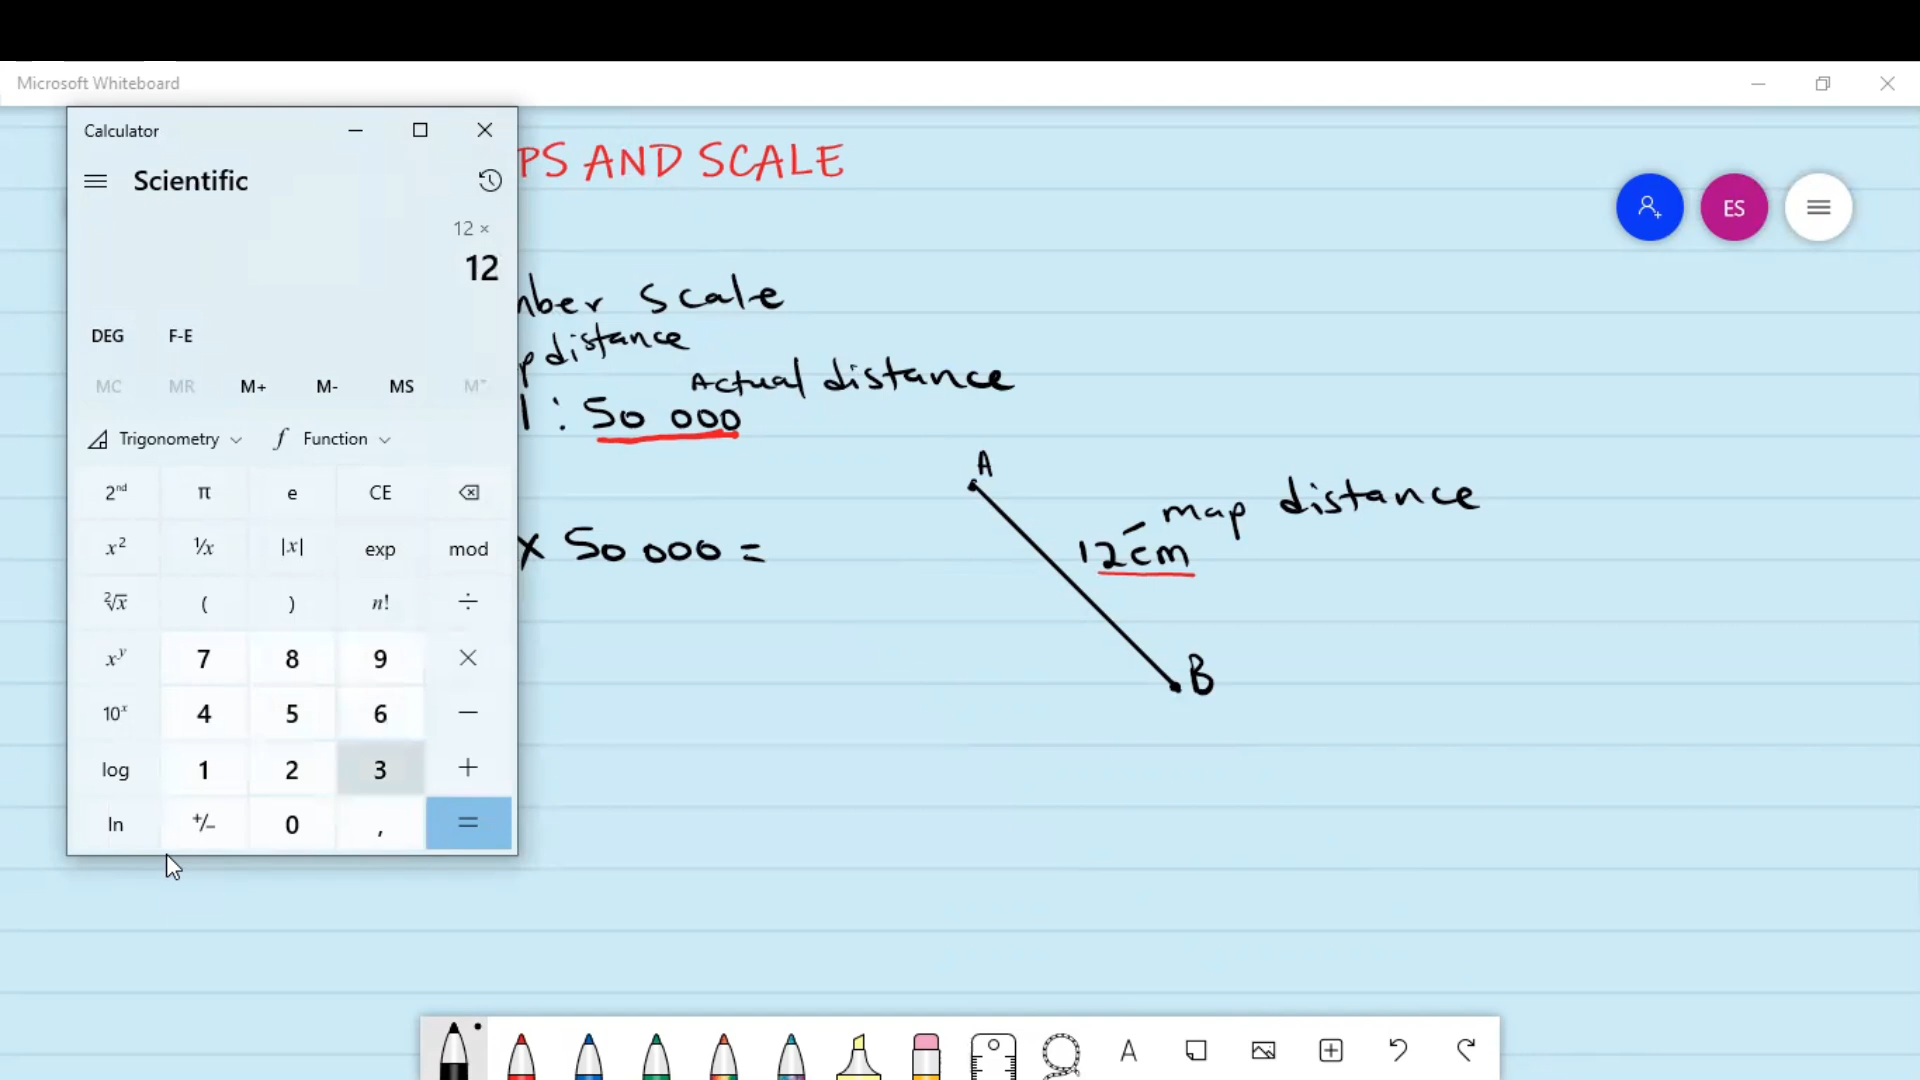 Microsoft Whiteboard
Calculator
Scientific
12 ×
12
DEG F-E
MC MR M+ M- MS M˅
Trigonometry f Function
2nd π e CE
x² ¹⁄x |x| exp mod
²√x ( ) n! ÷
xʸ 7 8 9 ×
10ˣ 4 5 6 −
log 1 2 3 +
ln +/− 0 , =
PS AND SCALE
ES
mber scale
p distance
Actual distance
1 : 50 000
x 50 000 =
A
map distance
12cm
B
A